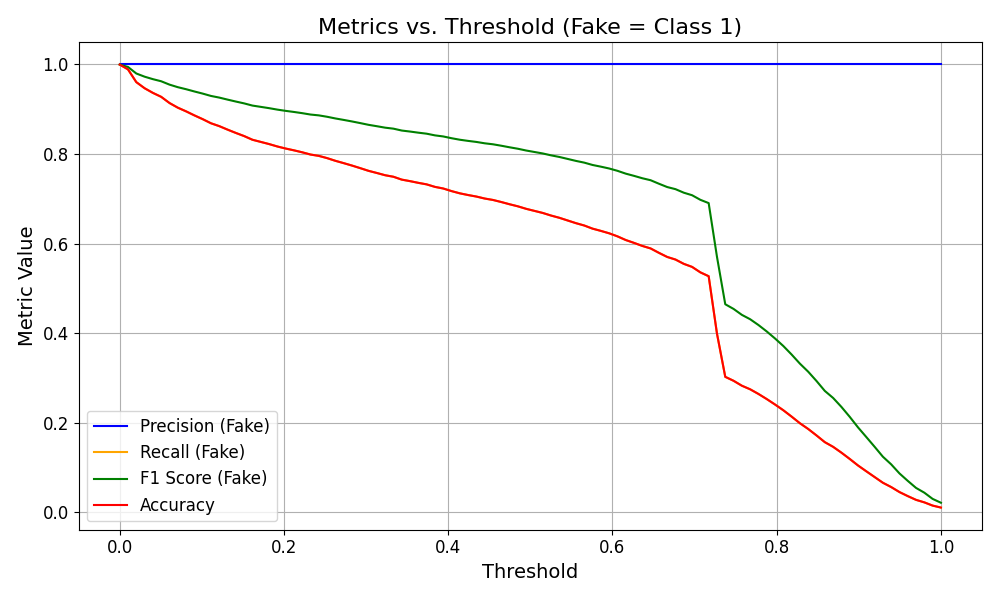 Metrics vs. Threshold (Fake = Class 1)
Metric Value
1.0
0.8
0.6
0.4
0.2
0.0
Precision (Fake)
Recall (Fake)
F1 Score (Fake)
Accuracy
0.0 0.2 0.4 0.6 0.8 1.0
Threshold